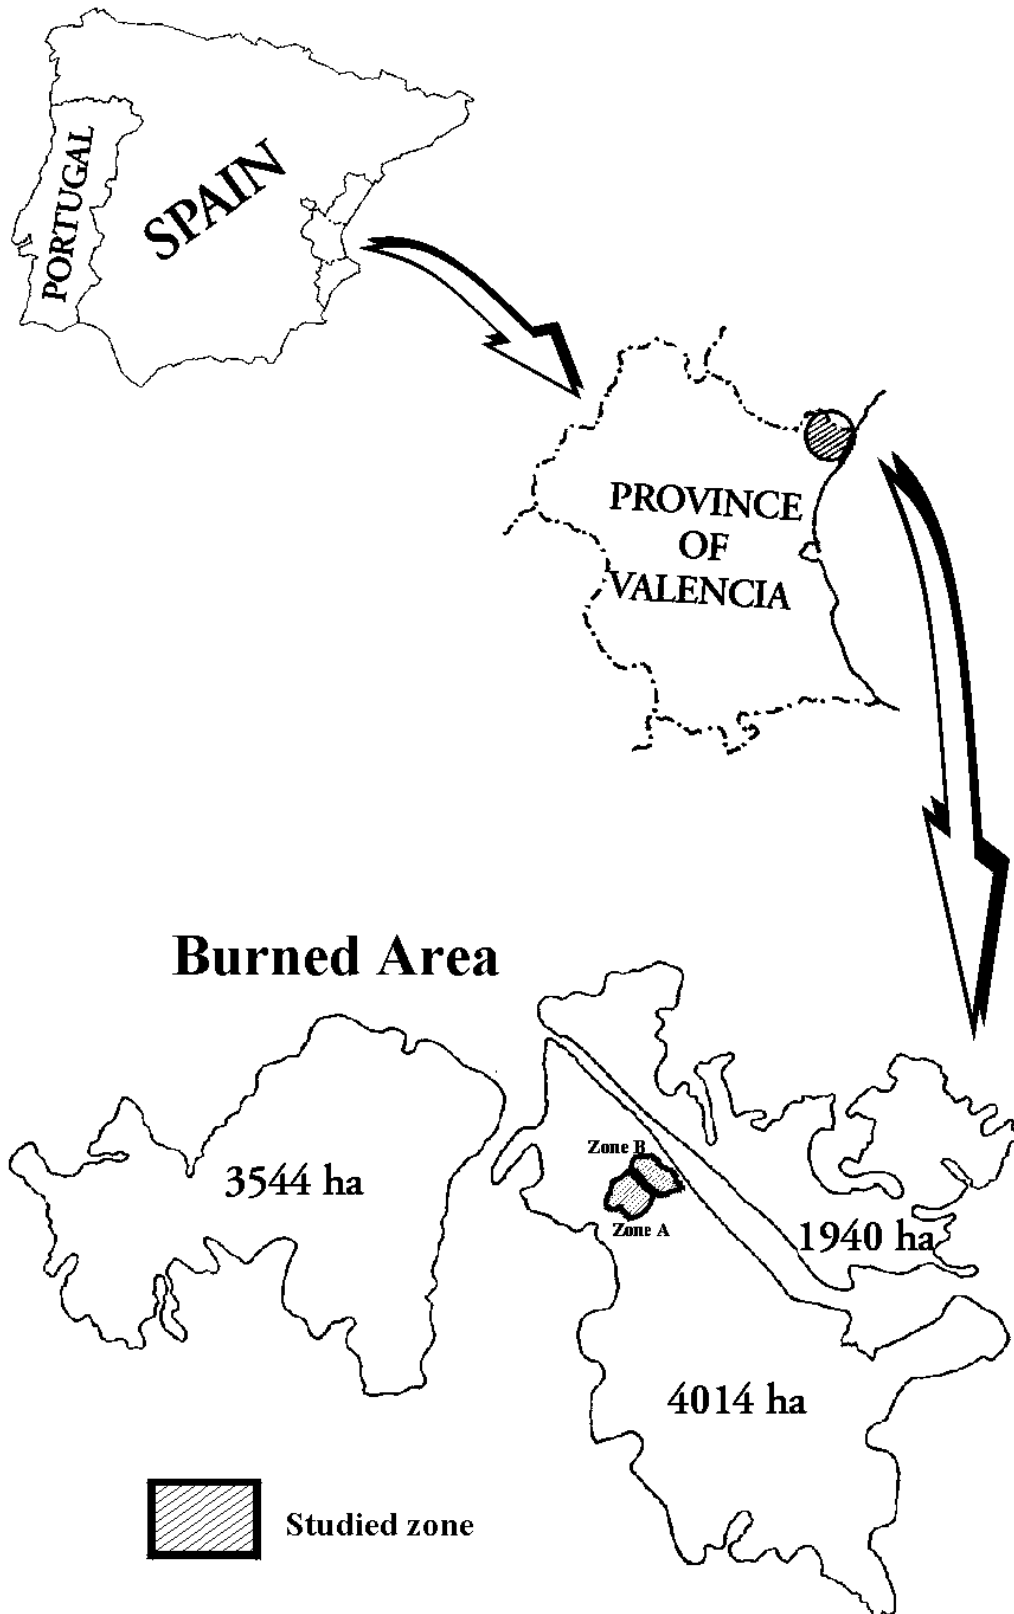 PORTUGAL
SPAIN
PROVINCE
OF
VALENCIA
Burned Area
Zone B
3544 ha
Zone A
1940 ha
4014 ha
Studied zone